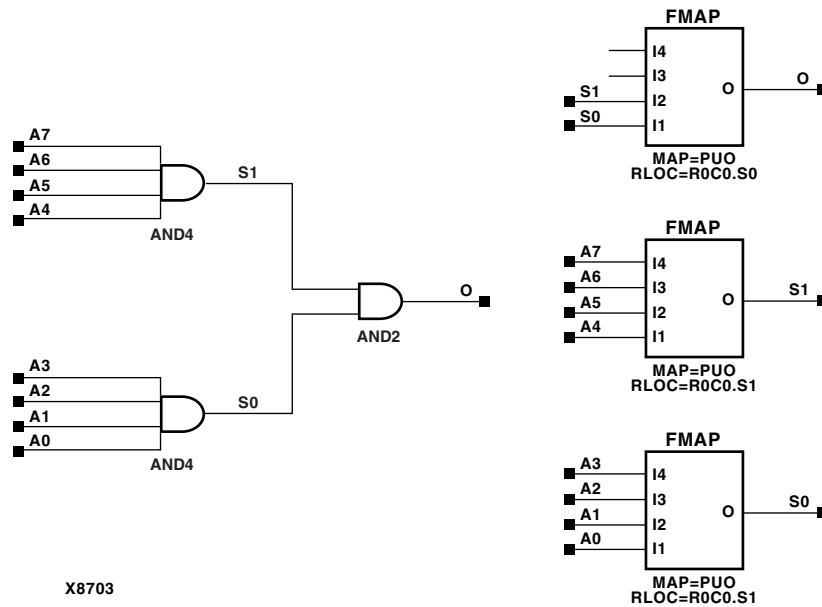 A7
A6
A5
A4
AND4
S1
A3
A2
A1
A0
AND4
S0
AND2
O
X8703
FMAP
I4
I3
S1 I2
S0 I1
O O
MAP=PUO
RLOC=R0C0.S0
FMAP
A7 I4
A6 I3
A5 I2
A4 I1
O S1
MAP=PUO
RLOC=R0C0.S1
FMAP
A3 I4
A2 I3
A1 I2
A0 I1
O S0
MAP=PUO
RLOC=R0C0.S1